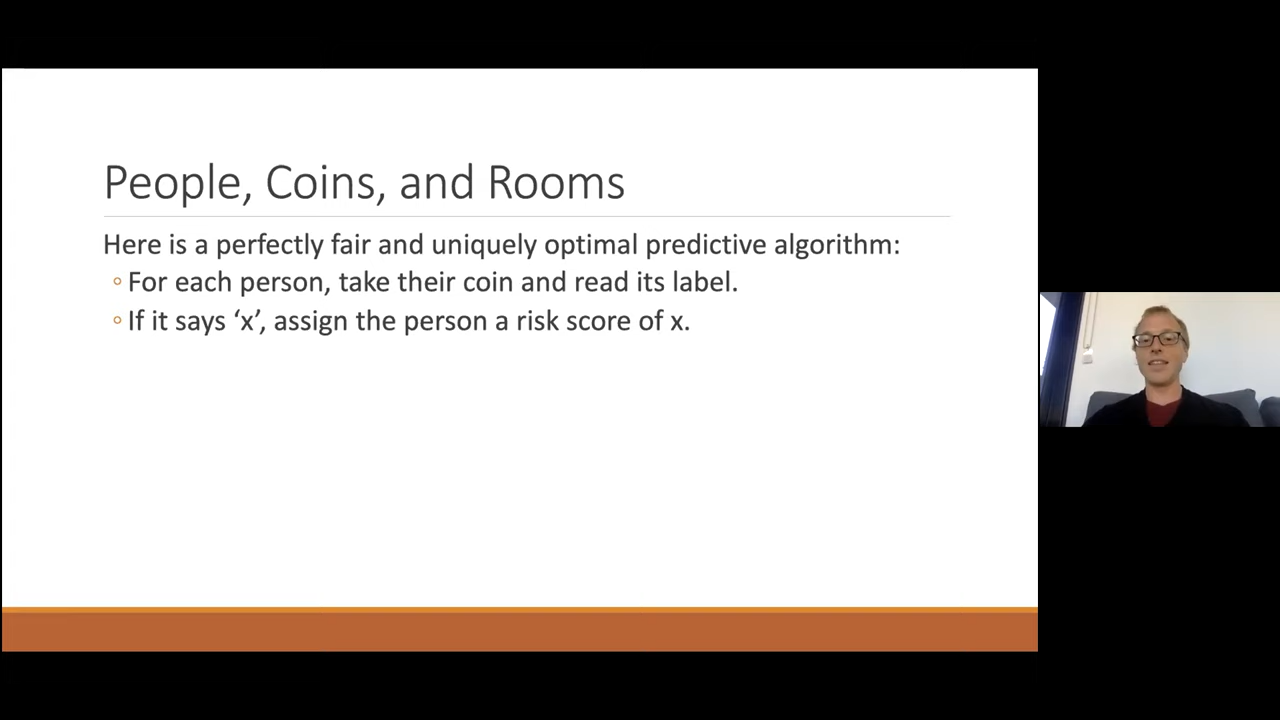 People, Coins, and Rooms
Here is a perfectly fair and uniquely optimal predictive algorithm:
◦ For each person, take their coin and read its label.
◦ If it says ‘x’, assign the person a risk score of x.